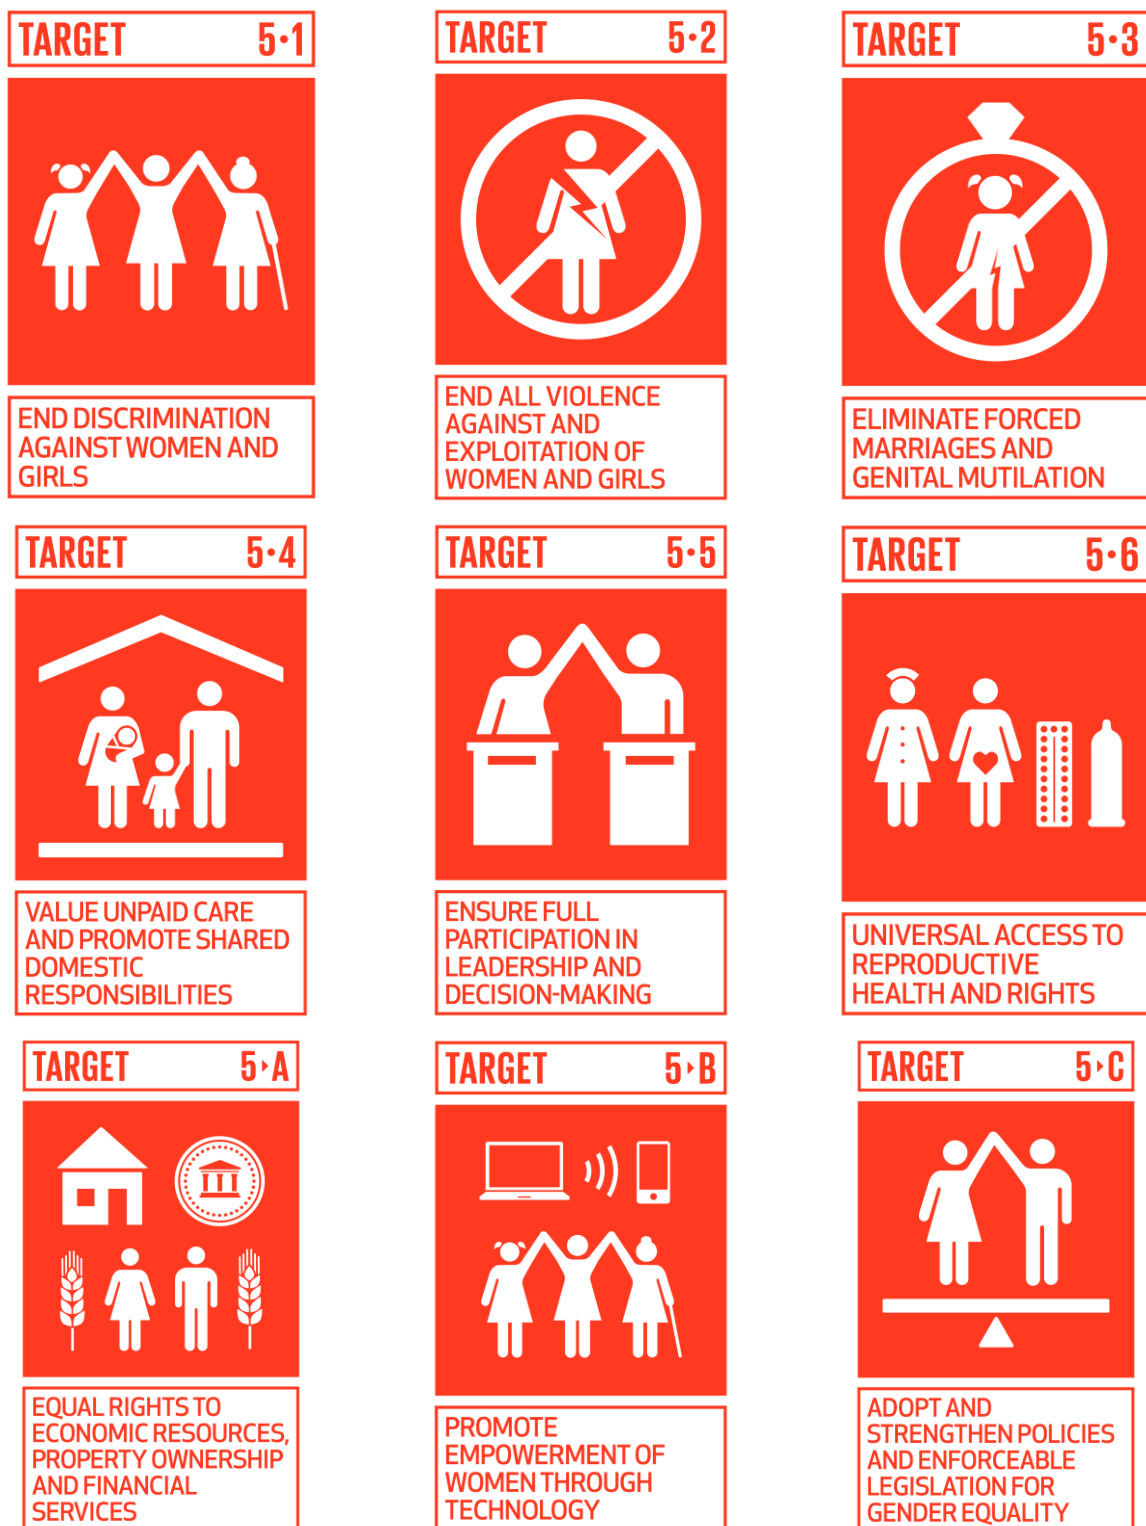 TARGET 5·1
END DISCRIMINATION
AGAINST WOMEN AND
GIRLS
TARGET 5·2
END ALL VIOLENCE
AGAINST AND
EXPLOITATION OF
WOMEN AND GIRLS
TARGET 5·3
ELIMINATE FORCED
MARRIAGES AND
GENITAL MUTILATION
TARGET 5·4
VALUE UNPAID CARE
AND PROMOTE SHARED
DOMESTIC
RESPONSIBILITIES
TARGET 5·5
ENSURE FULL
PARTICIPATION IN
LEADERSHIP AND
DECISION-MAKING
TARGET 5·6
UNIVERSAL ACCESS TO
REPRODUCTIVE
HEALTH AND RIGHTS
TARGET 5▸A
EQUAL RIGHTS TO
ECONOMIC RESOURCES,
PROPERTY OWNERSHIP
AND FINANCIAL
SERVICES
TARGET 5▸B
PROMOTE
EMPOWERMENT OF
WOMEN THROUGH
TECHNOLOGY
TARGET 5▸C
ADOPT AND
STRENGTHEN POLICIES
AND ENFORCEABLE
LEGISLATION FOR
GENDER EQUALITY